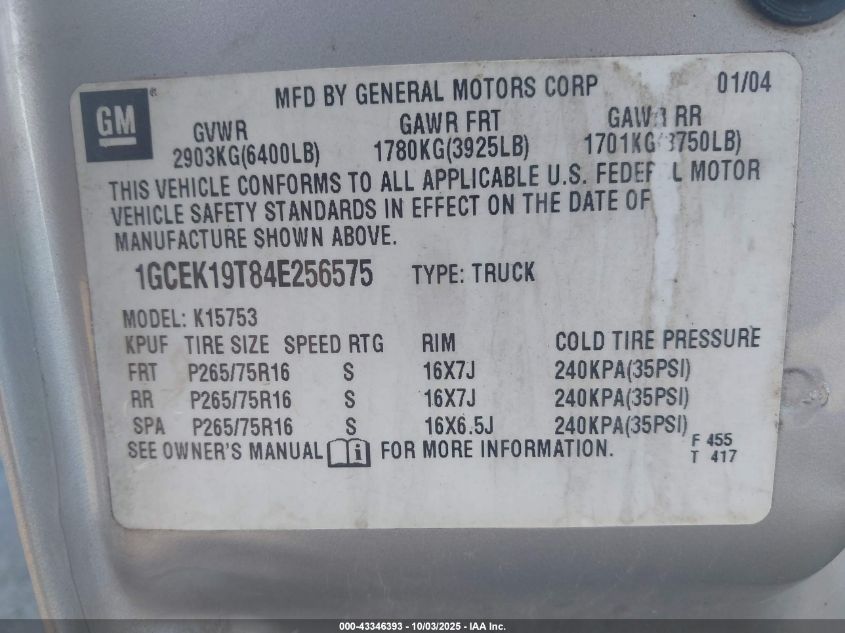 GM ®
MFD BY GENERAL MOTORS CORP 01/04
GVWR GAWR FRT GAWR RR
2903KG(6400LB) 1780KG(3925LB) 1701KG(3750LB)
THIS VEHICLE CONFORMS TO ALL APPLICABLE U.S. FEDERAL MOTOR
VEHICLE SAFETY STANDARDS IN EFFECT ON THE DATE OF
MANUFACTURE SHOWN ABOVE.
1GCEK19T84E256575 TYPE: TRUCK
MODEL: K15753
KPUF TIRE SIZE SPEED RTG RIM COLD TIRE PRESSURE
FRT P265/75R16 S 16X7J 240KPA(35PSI)
RR P265/75R16 S 16X7J 240KPA(35PSI)
SPA P265/75R16 S 16X6.5J 240KPA(35PSI)
SEE OWNER'S MANUAL i FOR MORE INFORMATION.
F 455
T 417
000-43346393 - 10/03/2025 - IAA Inc.